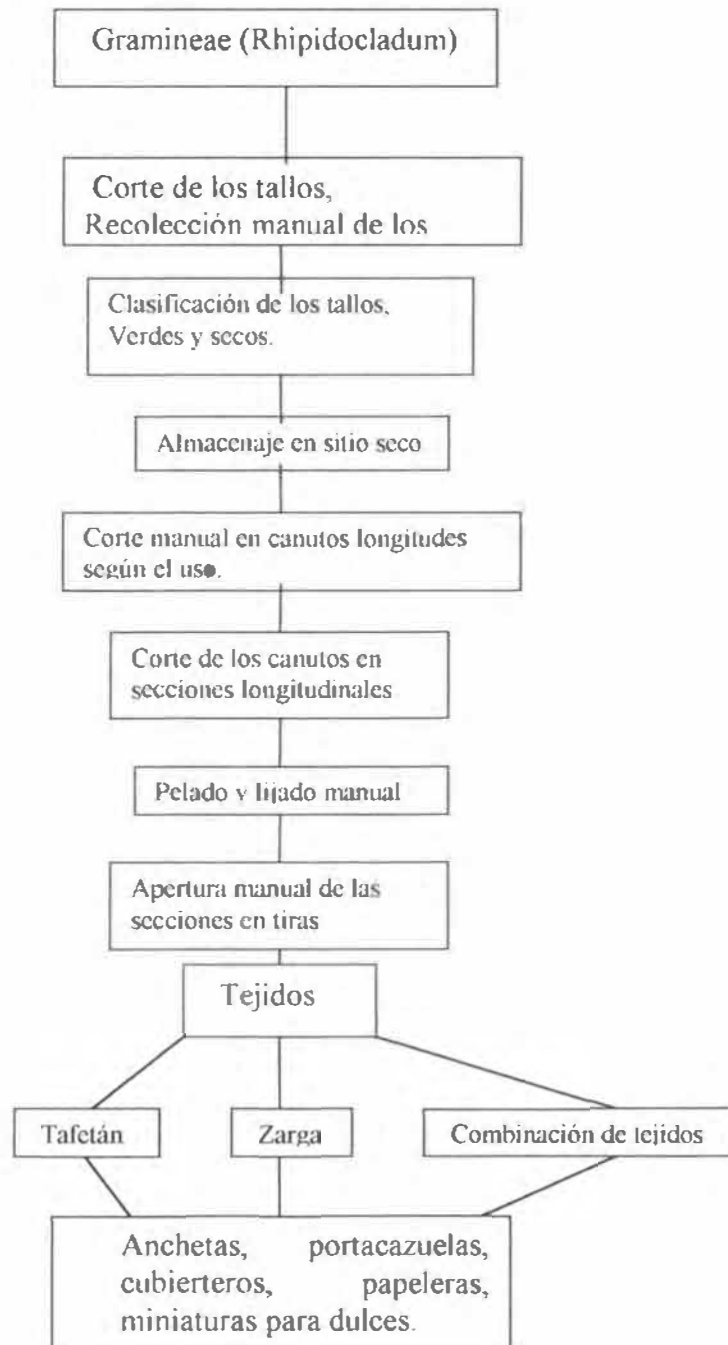 Gramineae (Rhipidocladum)
Corte de los tallos,
Recolección manual de los
Clasificación de los tallos,
Verdes y secos.
Almacenaje en sitio seco
Corte manual en canutos longitudes
según el uso.
Corte de los canutos en
secciones longitudinales
Pelado y lijado manual
Apertura manual de las
secciones en tiras
Tejidos
Tafetán
Zarga
Combinación de tejidos
Anchetas, portacazuelas,
cubierteros, papeleras,
miniaturas para dulces.